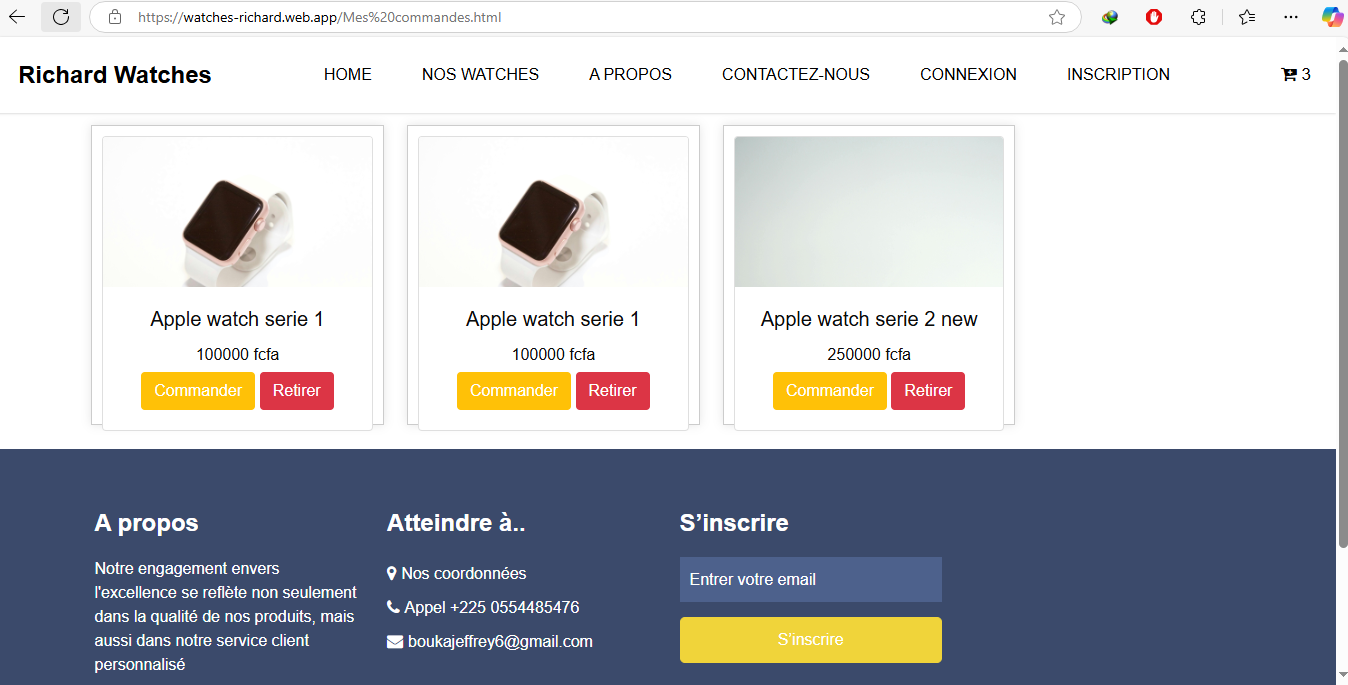 https://watches-richard.web.app/Mes%20commandes.html
Richard Watches HOME NOS WATCHES A PROPOS CONTACTEZ-NOUS CONNEXION INSCRIPTION 3
Apple watch serie 1
100000 fcfa
Commander Retirer
Apple watch serie 1
100000 fcfa
Commander Retirer
Apple watch serie 2 new
250000 fcfa
Commander Retirer
A propos
Notre engagement envers
l'excellence se reflète non seulement
dans la qualité de nos produits, mais
aussi dans notre service client
personnalisé
Atteindre à..
Nos coordonnées
Appel +225 0554485476
boukajeffrey6@gmail.com
S’inscrire
Entrer votre email
S'inscrire